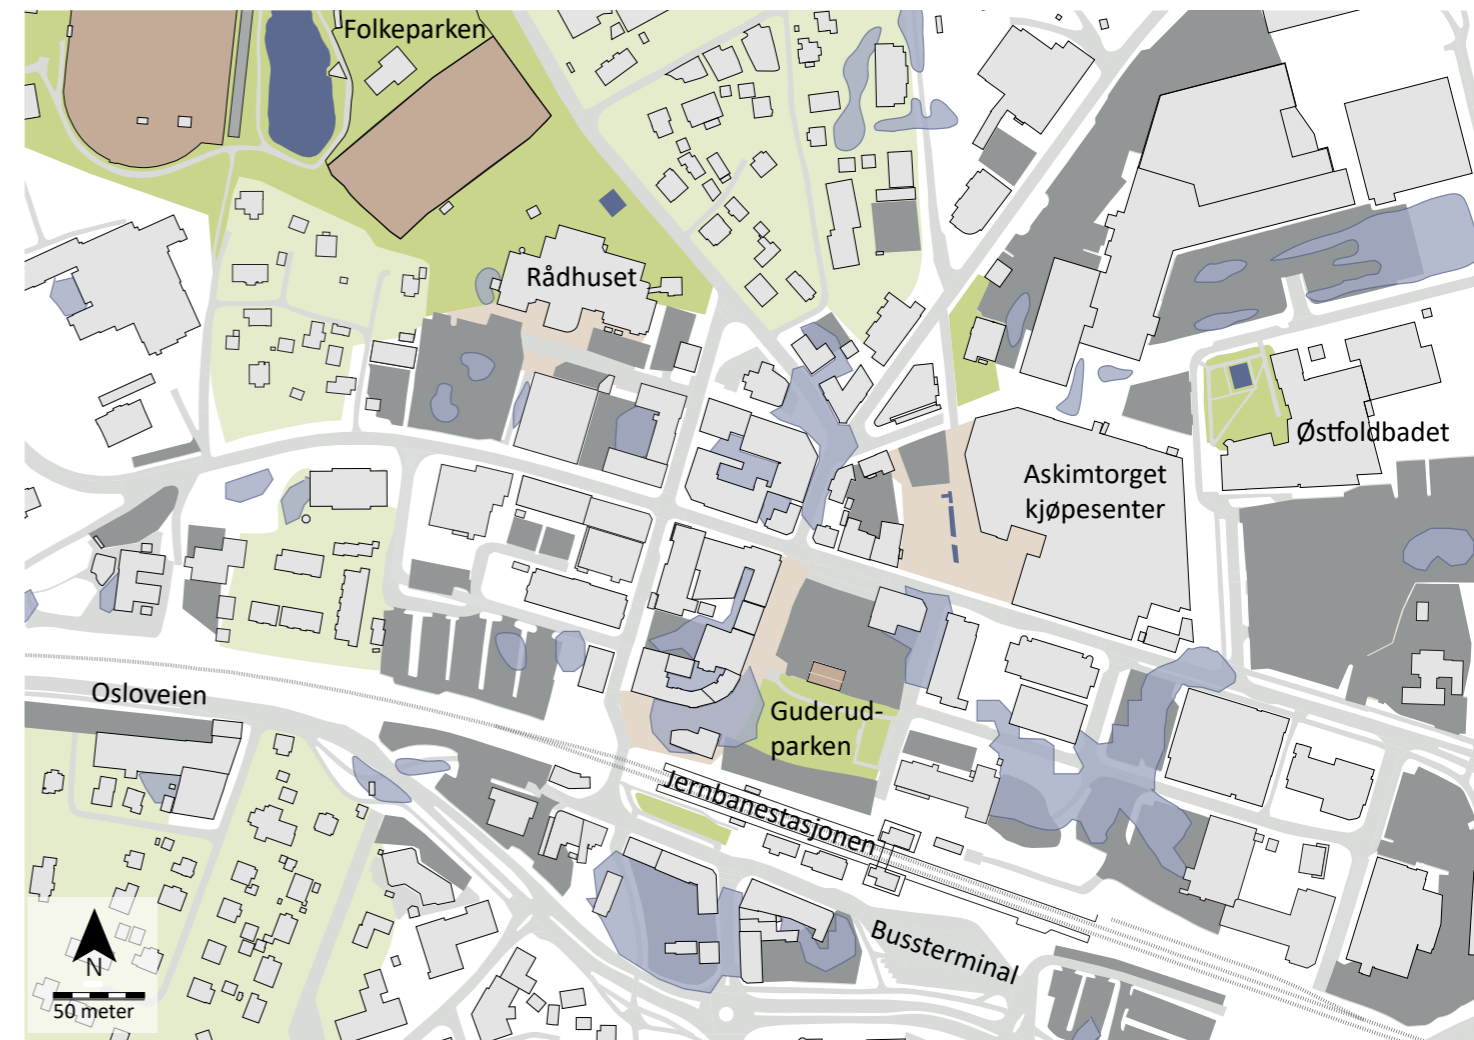 Folkeparken
Rådhuset
Østfoldbadet
Askimtorget
kjøpesenter
Osloveien
Guderud-
parken
Jernbanestasjonen
Bussterminal
N
50 meter